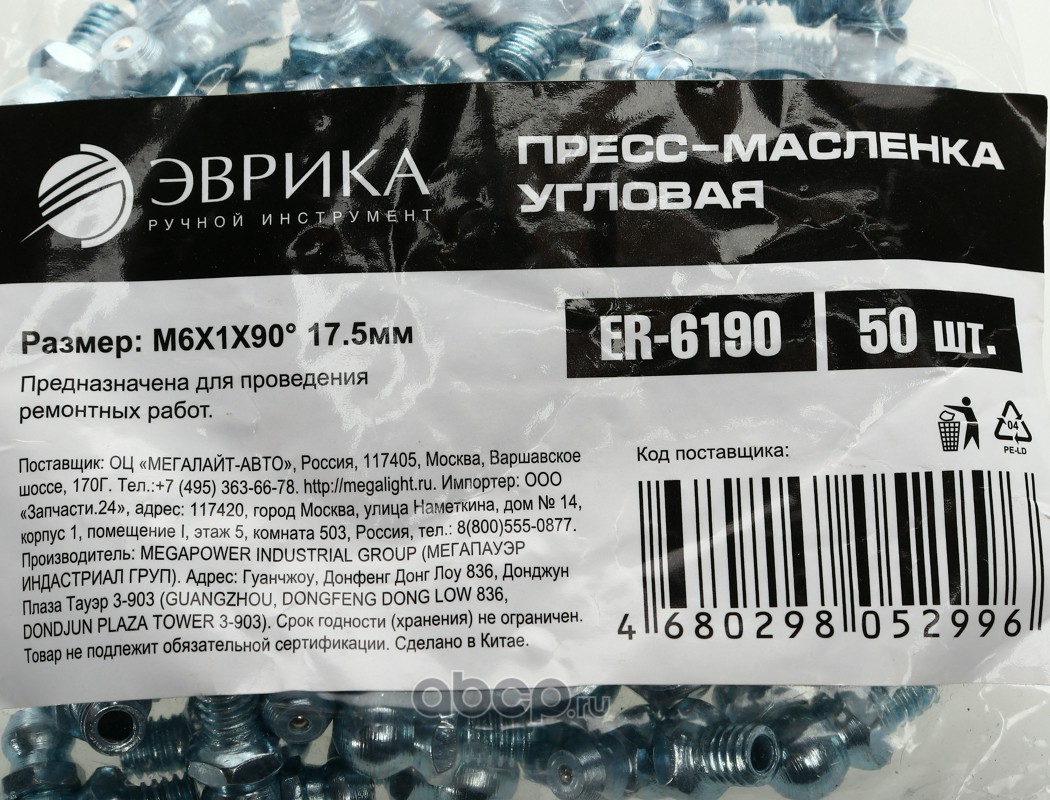 ЭВРИКА
РУЧНОЙ ИНСТРУМЕНТ
ПРЕСС-МАСЛЕНКА
УГЛОВАЯ
Размер: М6Х1Х90° 17.5мм
ER-6190
50 шт.
Предназначена для проведения
ремонтных работ.
04
PE-LD
Поставщик: ОЦ «МЕГАЛАЙТ-АВТО», Россия, 117405, Москва, Варшавское
шоссе, 170Г. Тел.:+7 (495) 363-66-78. http://megalight.ru. Импортер: ООО
«Запчасти.24», адрес: 117420, город Москва, улица Наметкина, дом № 14,
корпус 1, помещение I, этаж 5, комната 503, Россия, тел.: 8(800)555-0877.
Производитель: MEGAPOWER INDUSTRIAL GROUP (МЕГАПАУЭР
ИНДАСТРИАЛ ГРУП). Адрес: Гуанчжоу, Донфенг Донг Лоу 836, Донджун
Плаза Тауэр 3-903 (GUANGZHOU, DONGFENG DONG LOW 836,
DONDJUN PLAZA TOWER 3-903). Срок годности (хранения) не ограничен.
Товар не подлежит обязательной сертификации. Сделано в Китае.
Код поставщика:
4 680298 052996
abcp.ru